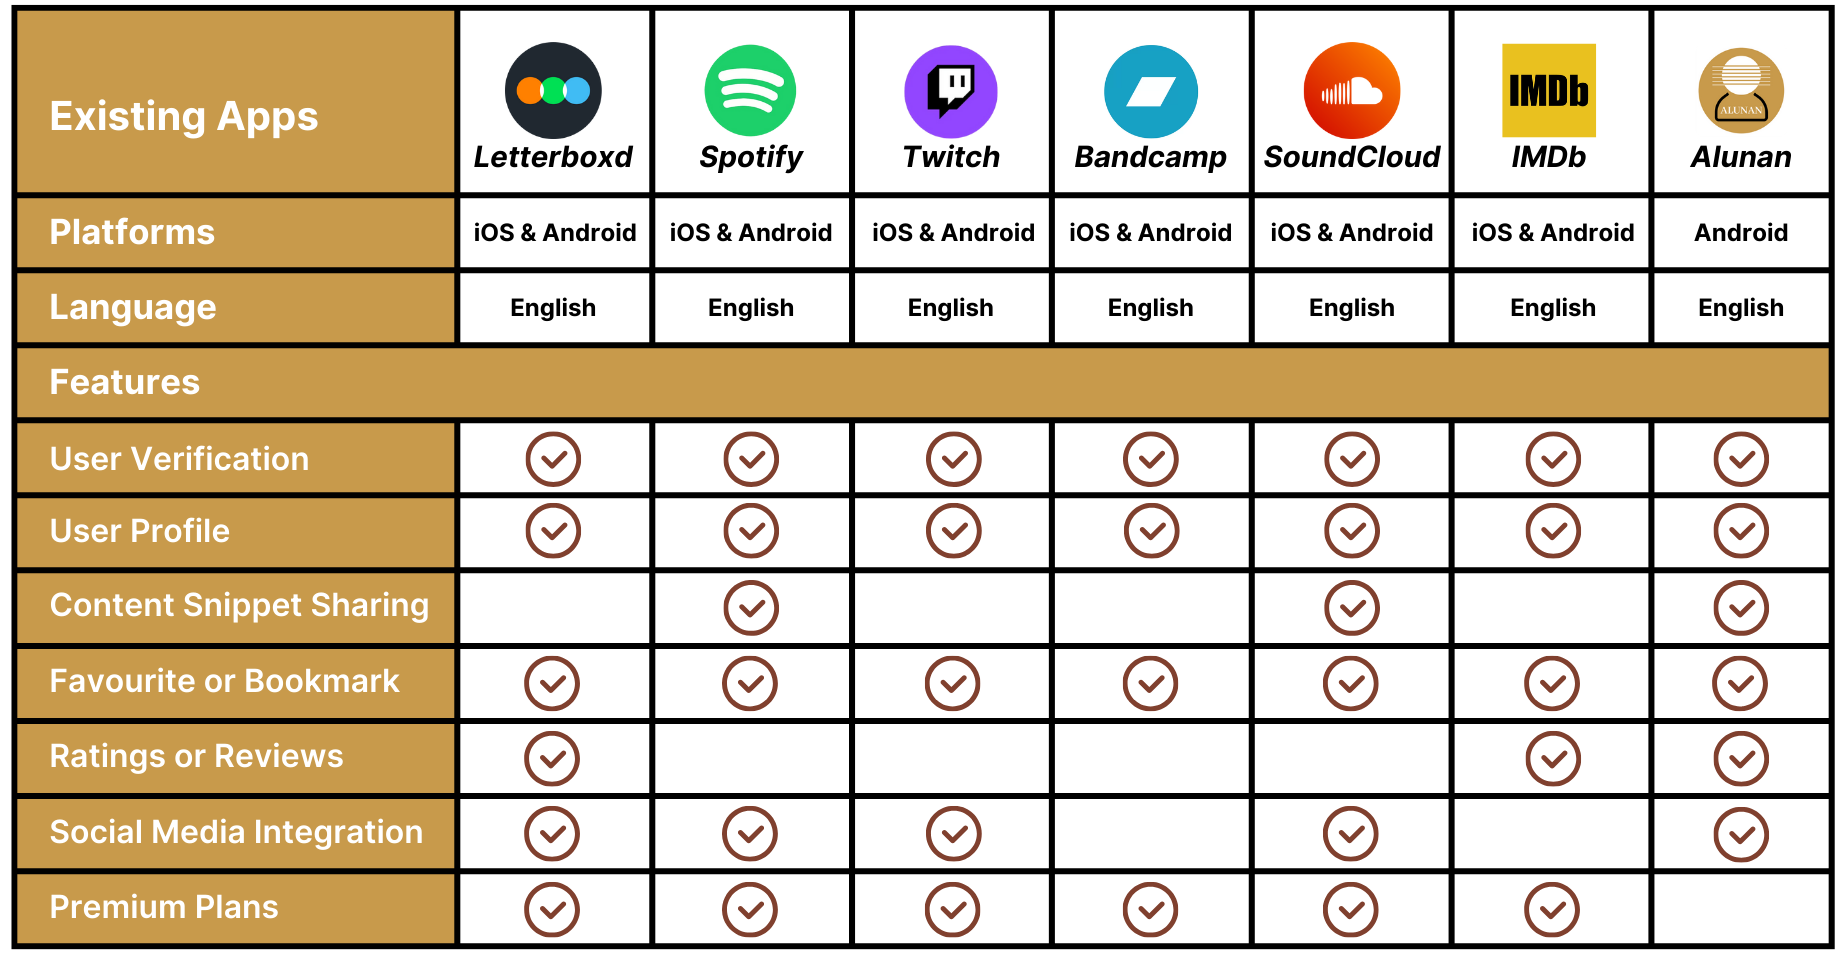 Existing Apps
IMDb
ALUNAN
Letterboxd Spotify Twitch Bandcamp SoundCloud IMDb Alunan
Platforms iOS & Android iOS & Android iOS & Android iOS & Android iOS & Android iOS & Android Android
Language English English English English English English English
Features
User Verification
User Profile
Content Snippet Sharing
Favourite or Bookmark
Ratings or Reviews
Social Media Integration
Premium Plans